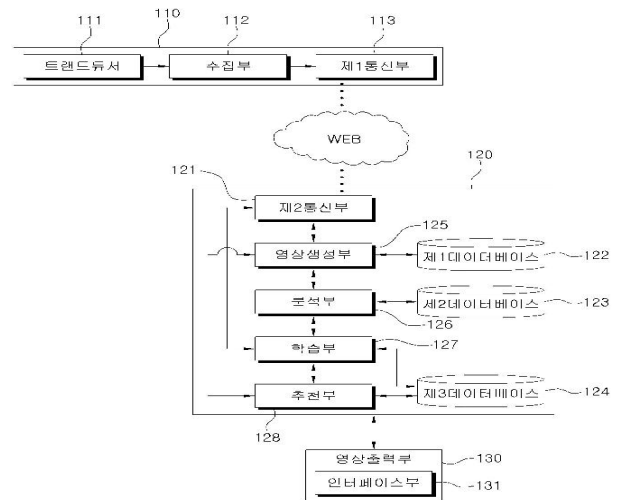 110
111
112
113
트랜드듀서
수집부
제1통신부
WEB
120
121
제2통신부
125
영상생성부
제1데이터베이스
122
분석부
제2데이터베이스
123
126
학습부
127
추천부
제3데이터베이스
124
128
영상출력부
130
인터페이스부
131